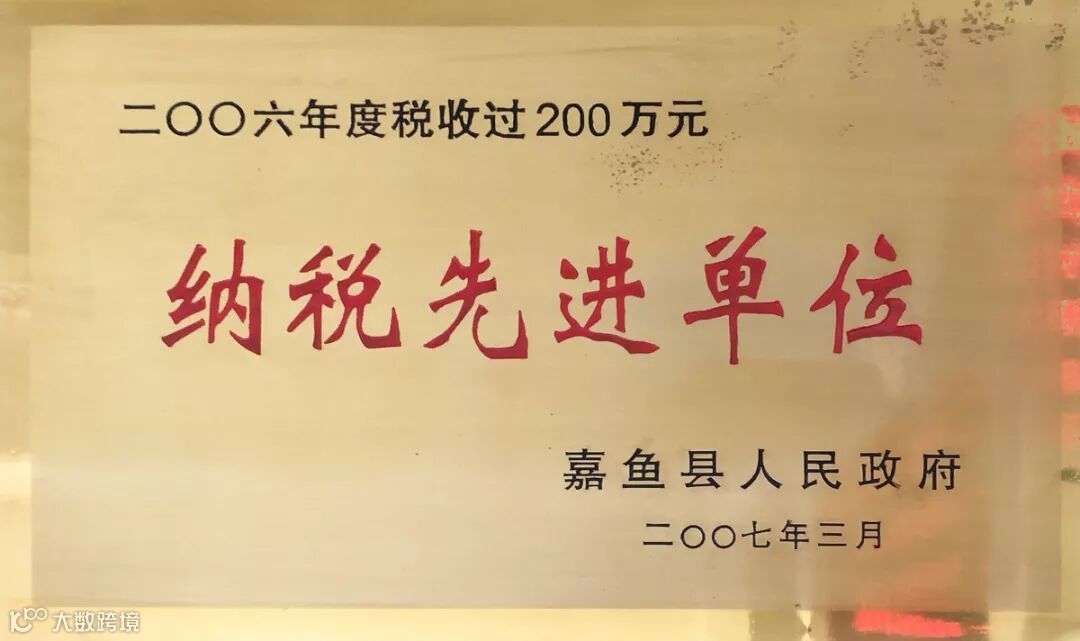 二〇〇六年度税收过200万元
纳税先进单位
嘉鱼县人民政府
二〇〇七年三月
大数跨境